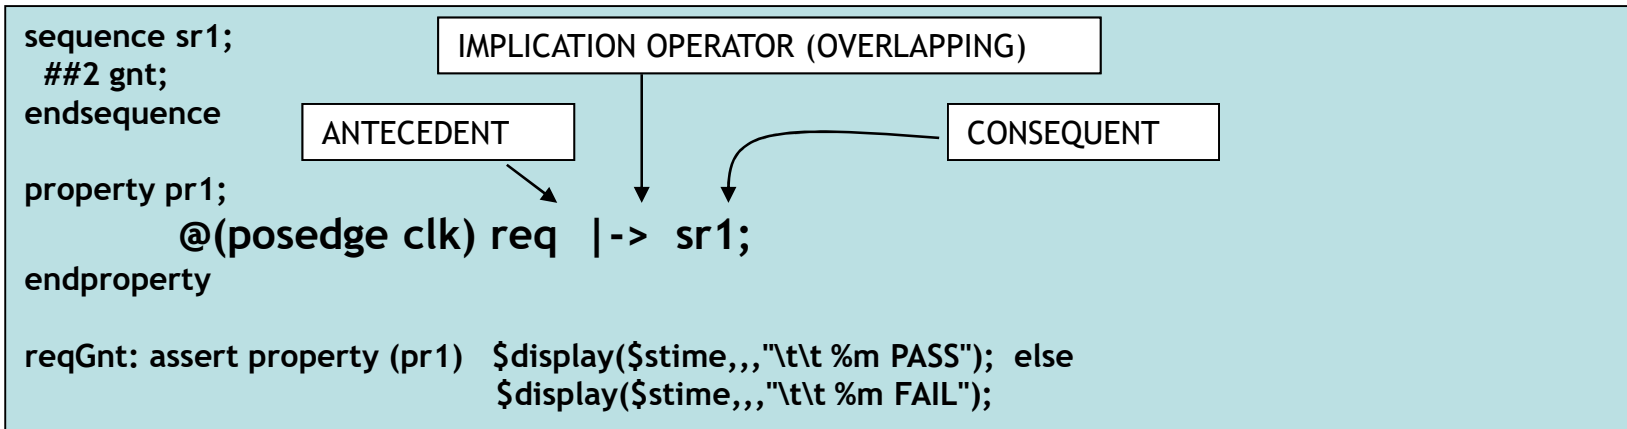 sequence sr1;
IMPLICATION OPERATOR (OVERLAPPING)
##2 gnt;
endsequence
ANTECEDENT
CONSEQUENT
property pr1;
@(posedge clk) req |-> sr1;
endproperty
reqGnt: assert property (pr1) $display($stime,,,"\t\t %m PASS"); else
$display($stime,,,"\t\t %m FAIL");